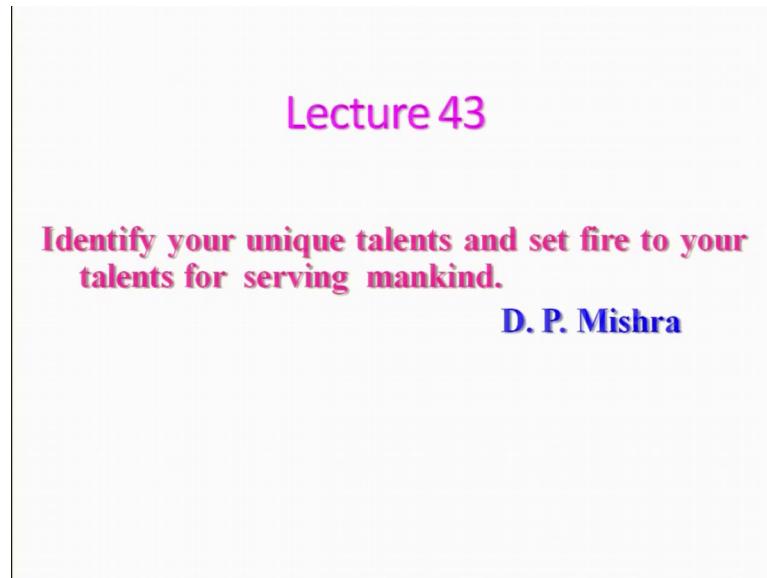 Lecture 43
Identify your unique talents and set fire to your
talents for serving mankind.
D. P. Mishra